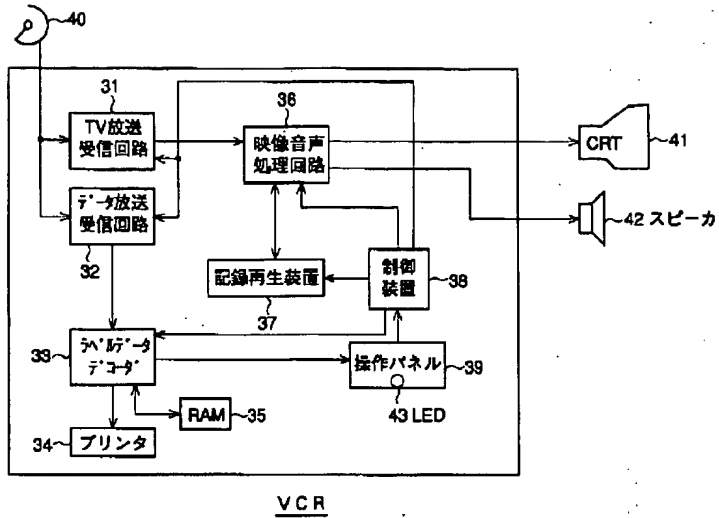 40
31
TV放送
受信回路
36
映像音声
処理回路
CRT
41
データ放送
受信回路
32
42 スピーカ
記録再生装置
37
制御
装置
38
33
ラベルデータ
デコーダ
操作パネル
39
43 LED
RAM
35
34
プリンタ
VCR